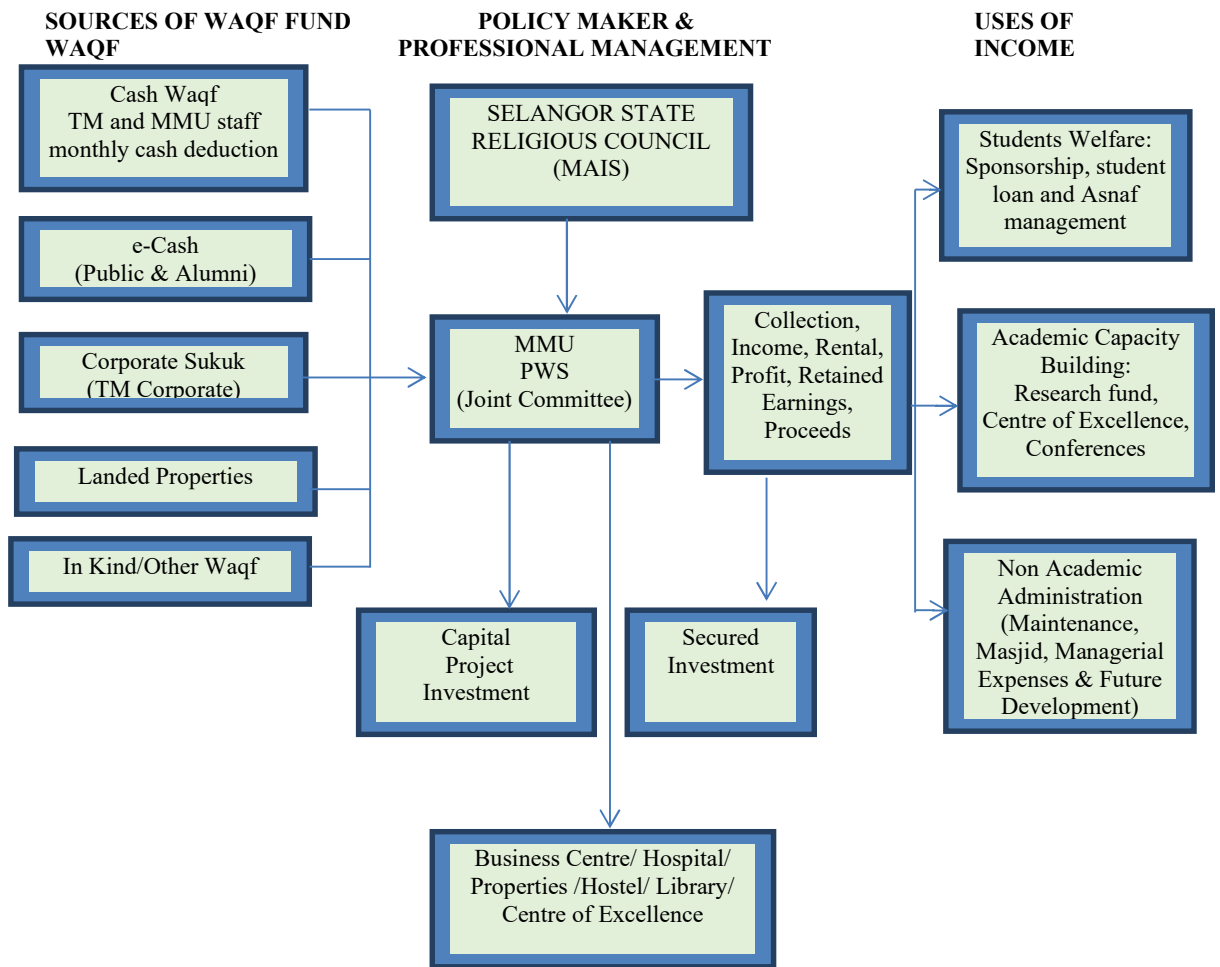 SOURCES OF WAQF FUND
WAQF
POLICY MAKER &
PROFESSIONAL MANAGEMENT
USES OF
INCOME
Cash Waqf
TM and MMU staff
monthly cash deduction
e-Cash
(Public & Alumni)
Corporate Sukuk
(TM Corporate)
Landed Properties
In Kind/Other Waqf
SELANGOR STATE
RELIGIOUS COUNCIL
(MAIS)
MMU
PWS
(Joint Committee)
Collection,
Income, Rental,
Profit, Retained
Earnings,
Proceeds
Capital
Project
Investment
Secured
Investment
Business Centre/ Hospital/
Properties /Hostel/ Library/
Centre of Excellence
Students Welfare:
Sponsorship, student
loan and Asnaf
management
Academic Capacity
Building:
Research fund,
Centre of Excellence,
Conferences
Non Academic
Administration
(Maintenance,
Masjid, Managerial
Expenses & Future
Development)